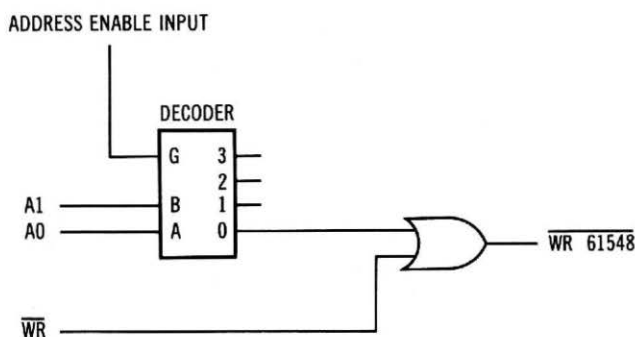 ADDRESS ENABLE INPUT
DECODER
G 3
2
A1 B 1
A0 A 0
WR 61548
WR